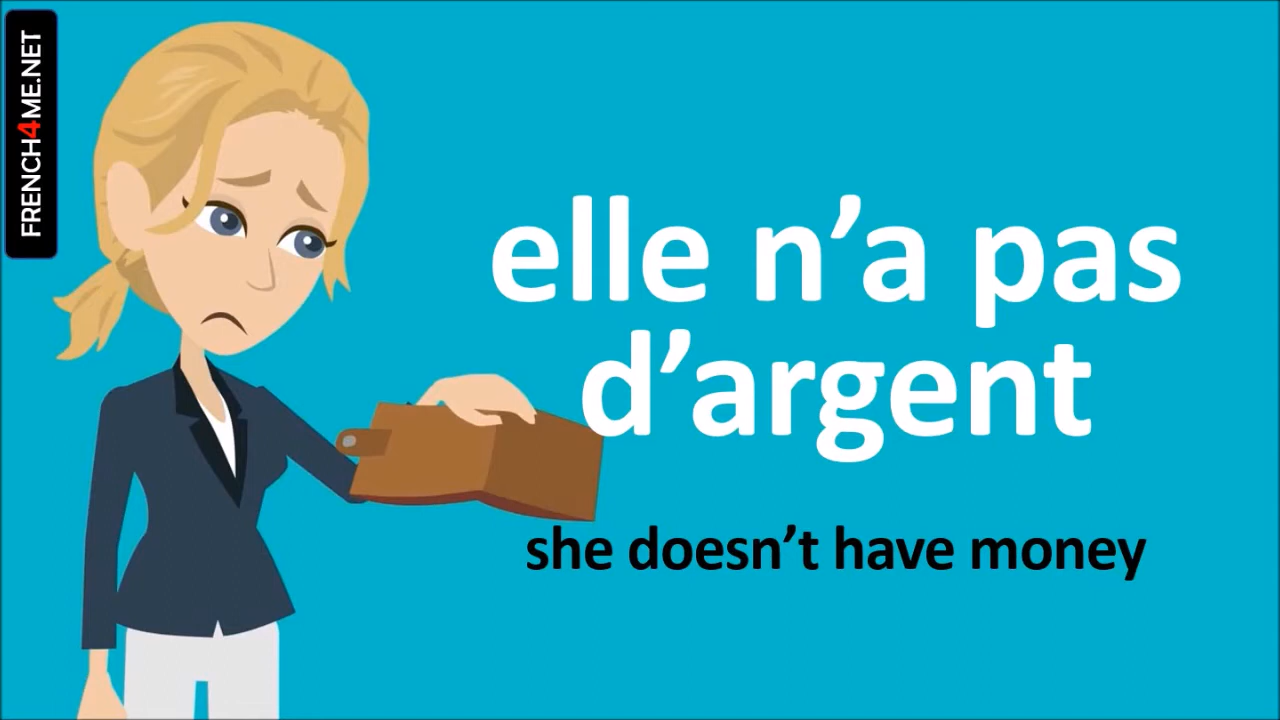 FRENCH4ME.NET
elle n’a pas
d’argent
she doesn’t have money